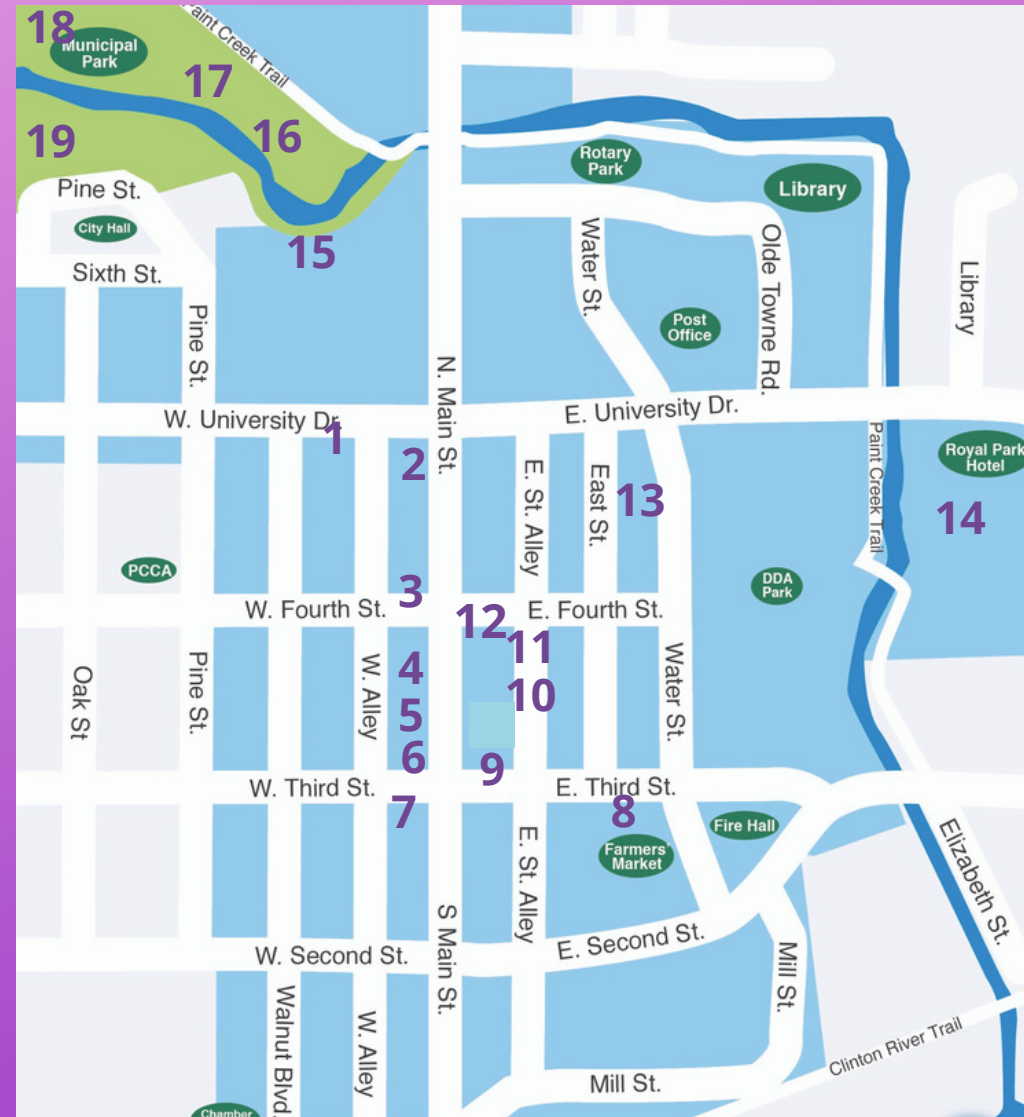 18
Municipal
Park
Paint Creek Trail
17
16
19
Rotary
Park
Library
Pine St.
City Hall
15
Sixth St.
Water St.
Olde Towne Rd.
Library
Post
Office
Pine St.
N. Main St.
W. University Dr.
E. University Dr.
1
2
Paint Creek Trail
Royal Park
Hotel
E. St. Alley
East St.
13
14
PCCA
DDA
Park
3
W. Fourth St.
E. Fourth St.
12
11
4
10
Oak St
Pine St.
W. Alley
Water St.
5
6
9
W. Third St.
E. Third St.
7
8
Fire Hall
Farmers'
Market
Elizabeth St.
E. St. Alley
S Main St.
E. Second St.
W. Second St.
Mill St.
Walnut Blvd.
W. Alley
Clinton River Trail
Mill St.
Chamber